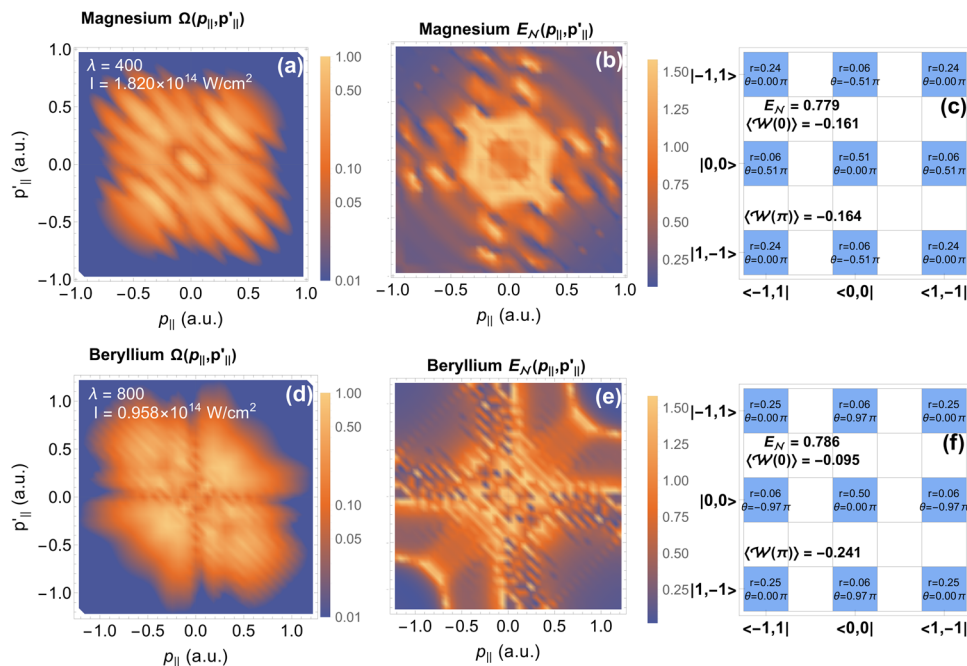 Magnesium Ω(p||,p'||)
λ = 400
I = 1.820×10^14 W/cm^2
(a)
1.0
0.5
0.0
−0.5
−1.0
p'|| (a.u.)
−1.0 −0.5 0.0 0.5 1.0
p|| (a.u.)
1.00
0.50
0.10
0.05
0.01
Magnesium E𝒩(p||,p'||)
(b)
−1.0 −0.5 0.0 0.5 1.0
p|| (a.u.)
1.50
1.25
1.00
0.75
0.50
0.25
(c)
|−1,1>
r=0.24 r=0.06 r=0.24
θ=0.00π θ=−0.51π θ=0.00π
E𝒩 = 0.779
⟨𝒲(0)⟩ = −0.161
|0,0>
r=0.06 r=0.51 r=0.06
θ=0.51π θ=0.00π θ=0.51π
⟨𝒲(π)⟩ = −0.164
|1,−1>
r=0.24 r=0.06 r=0.24
θ=0.00π θ=−0.51π θ=0.00π
<−1,1| <0,0| <1,−1|
Beryllium Ω(p||,p'||)
λ = 800
I = 0.958×10^14 W/cm^2
(d)
1.0
0.5
0.0
−0.5
−1.0
p'|| (a.u.)
−1.0 −0.5 0.0 0.5 1.0
p|| (a.u.)
1.00
0.50
0.10
0.05
0.01
Beryllium E𝒩(p||,p'||)
(e)
−1.0 −0.5 0.0 0.5 1.0
p|| (a.u.)
1.50
1.25
1.00
0.75
0.50
0.25
(f)
|−1,1>
r=0.25 r=0.06 r=0.25
θ=0.00π θ=0.97π θ=0.00π
E𝒩 = 0.786
⟨𝒲(0)⟩ = −0.095
|0,0>
r=0.06 r=0.50 r=0.06
θ=−0.97π θ=0.00π θ=−0.97π
⟨𝒲(π)⟩ = −0.241
|1,−1>
r=0.25 r=0.06 r=0.25
θ=0.00π θ=0.97π θ=0.00π
<−1,1| <0,0| <1,−1|